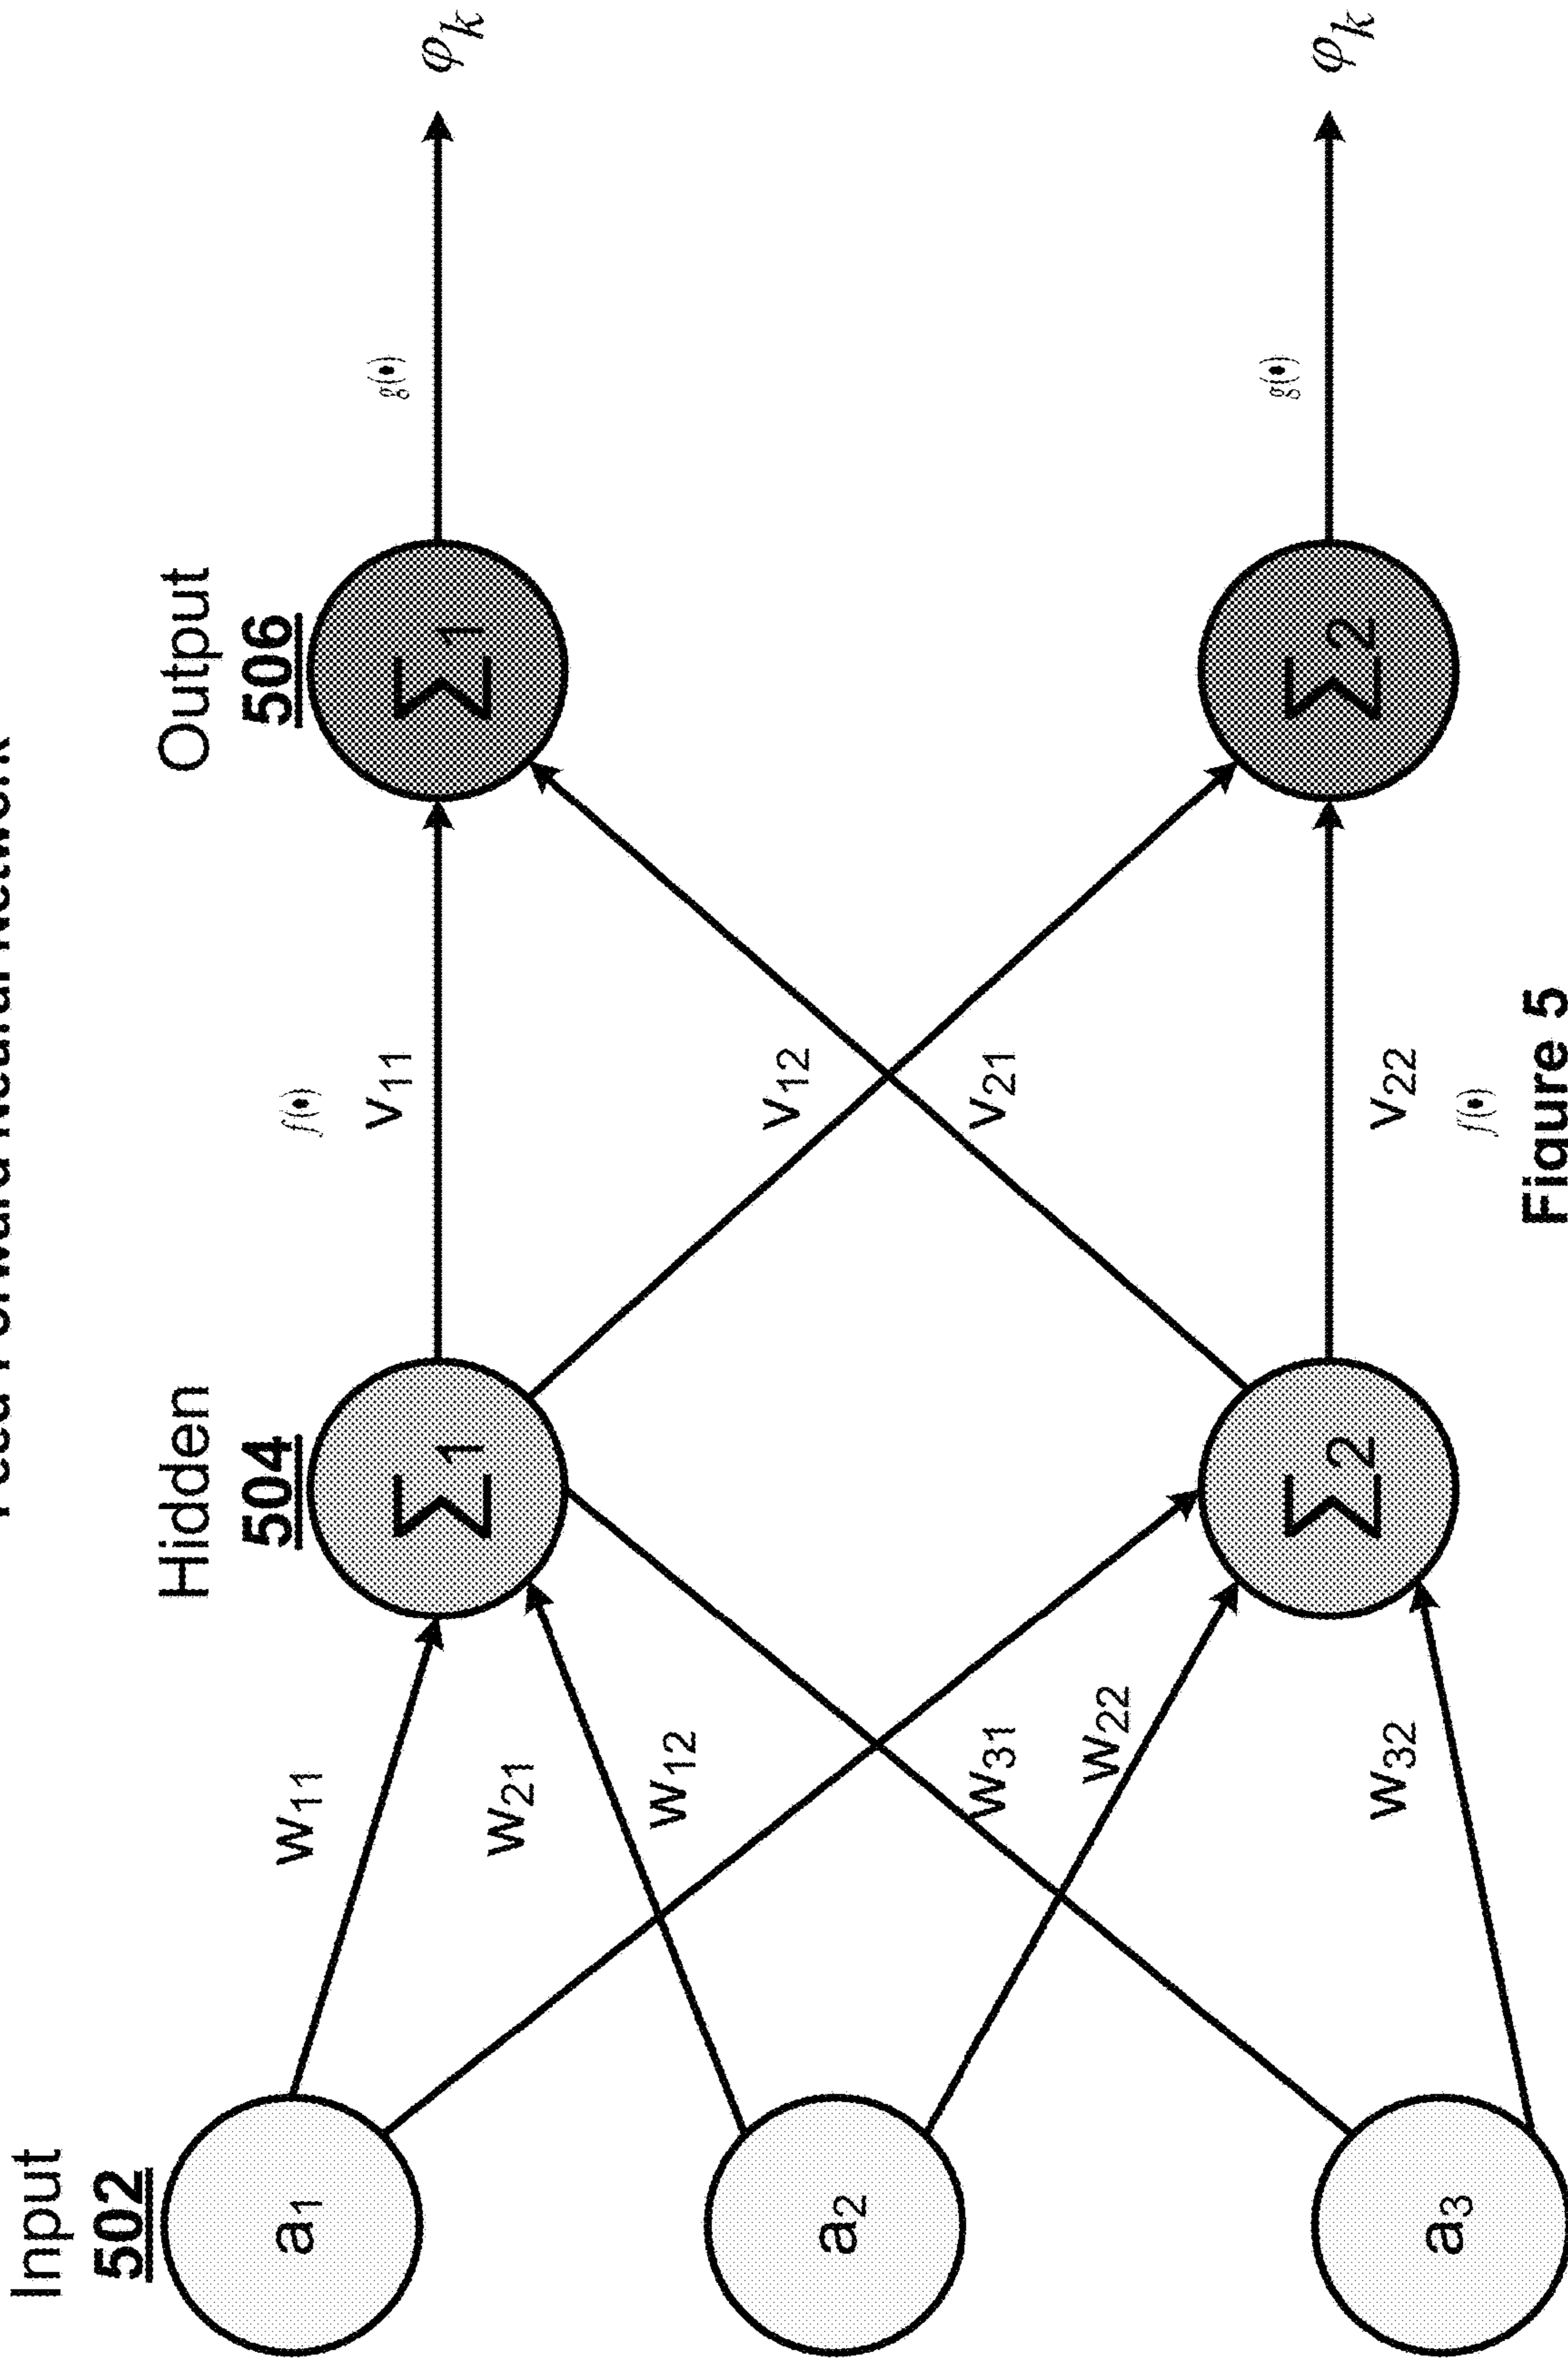 Feed Forward Neural Network
Input
502
Hidden
504
Output
506
a1
a2
a3
w11
w21
w12
w31
w22
w32
Σ1
Σ2
f(•)
v11
v12
v21
v22
f(•)
Σ1
Σ2
g(•)
g(•)
φk
φk
Figure 5